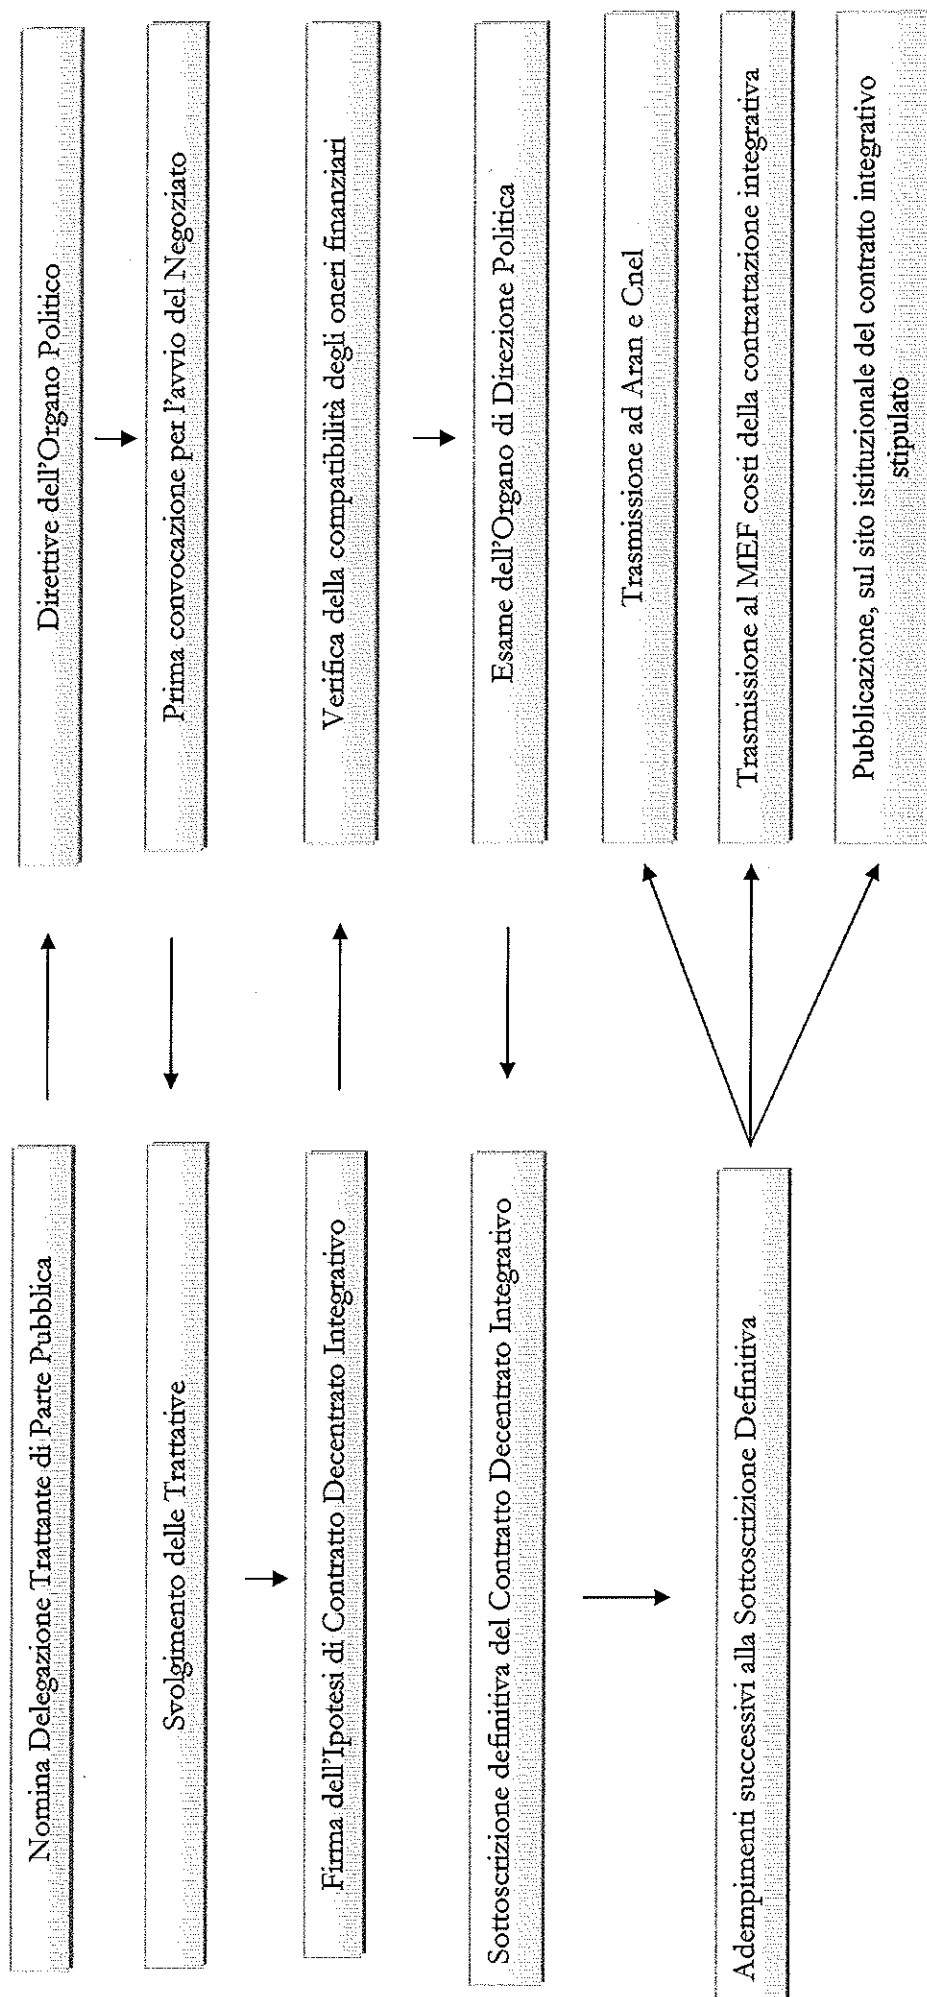 Nomina Delegazione Trattante di Parte Pubblica
Direttive dell'Organo Politico
Svolgimento delle Trattative
Prima convocazione per l'avvio del Negoziato
Firma dell'Ipotesi di Contratto Decentrato Integrativo
Verifica della compatibilità degli oneri finanziari
Sottoscrizione definitiva del Contratto Decentrato Integrativo
Esame dell'Organo di Direzione Politica
Adempimenti successivi alla Sottoscrizione Definitiva
Trasmissione ad Aran e Cnel
Trasmissione al MEF costi della contrattazione integrativa
Pubblicazione, sul sito istituzionale del contratto integrativo
stipulato